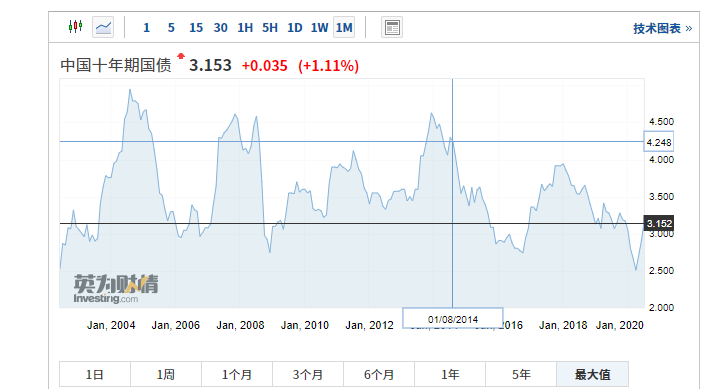 1 5 15 30 1H 5H 1D 1W 1M 技术图表 »
中国十年期国债 3.153 +0.035 (+1.11%)
4.500
4.248
4.000
3.500
3.152
3.000
2.500
2.000
英为财情
Investing.com
01/08/2014
Jan, 2004 Jan, 2006 Jan, 2008 Jan, 2010 Jan, 2012 Jan, 2016 Jan, 2018 Jan, 2020
1日 1周 1个月 3个月 6个月 1年 5年 最大值